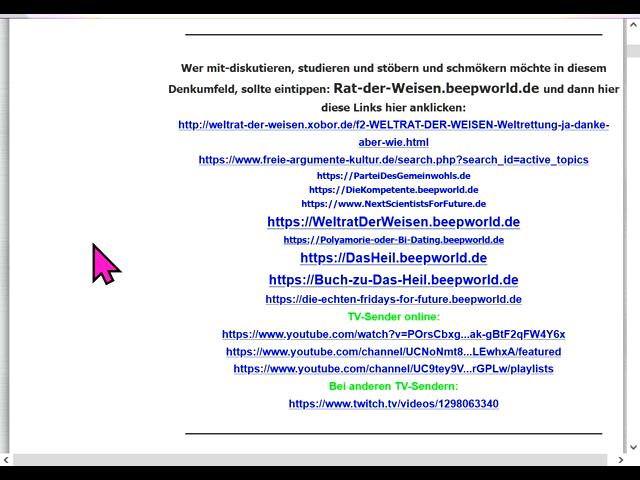 Wer mit-diskutieren, studieren und stöbern und schmökern möchte in diesem
Denkumfeld, sollte eintippen: Rat-der-Weisen.beepworld.de und dann hier
diese Links hier anklicken:
http://weltrat-der-weisen.xobor.de/f2-WELTRAT-DER-WEISEN-Weltrettung-ja-danke-
aber-wie.html
https://www.freie-argumente-kultur.de/search.php?search_id=active_topics
https://ParteiDesGemeinwohls.de
https://DieKompetente.beepworld.de
https://www.NextScientistsForFuture.de
https://WeltratDerWeisen.beepworld.de
https://Polyamorie-oder-Bi-Dating.beepworld.de
https://DasHeil.beepworld.de
https://Buch-zu-Das-Heil.beepworld.de
https://die-echten-fridays-for-future.beepworld.de
TV-Sender online:
https://www.youtube.com/watch?v=POrsCbxg...ak-gBtF2qFW4Y6x
https://www.youtube.com/channel/UCNoNmt8...LEwhxA/featured
https://www.youtube.com/channel/UC9tey9V...rGPLw/playlists
Bei anderen TV-Sendern:
https://www.twitch.tv/videos/1298063340